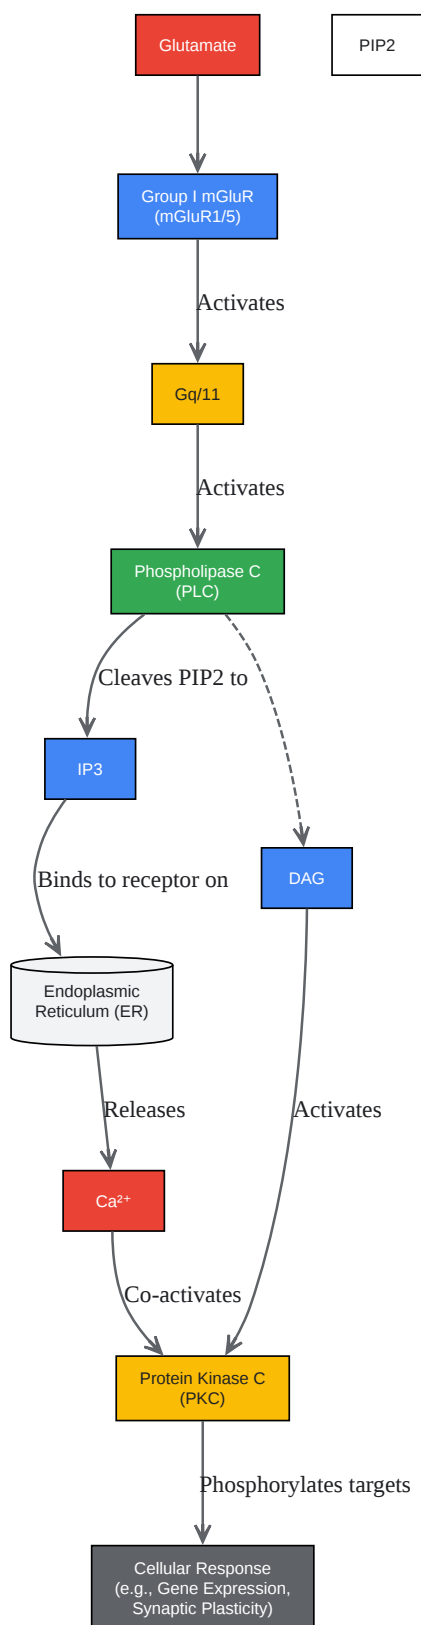 Glutamate
PIP2
Group I mGluR
(mGluR1/5)
Activates
Gq/11
Activates
Phospholipase C
(PLC)
Cleaves PIP2 to
IP3
Binds to receptor on
DAG
Endoplasmic
Reticulum (ER)
Releases
Activates
Ca²⁺
Co-activates
Protein Kinase C
(PKC)
Phosphorylates targets
Cellular Response
(e.g., Gene Expression,
Synaptic Plasticity)